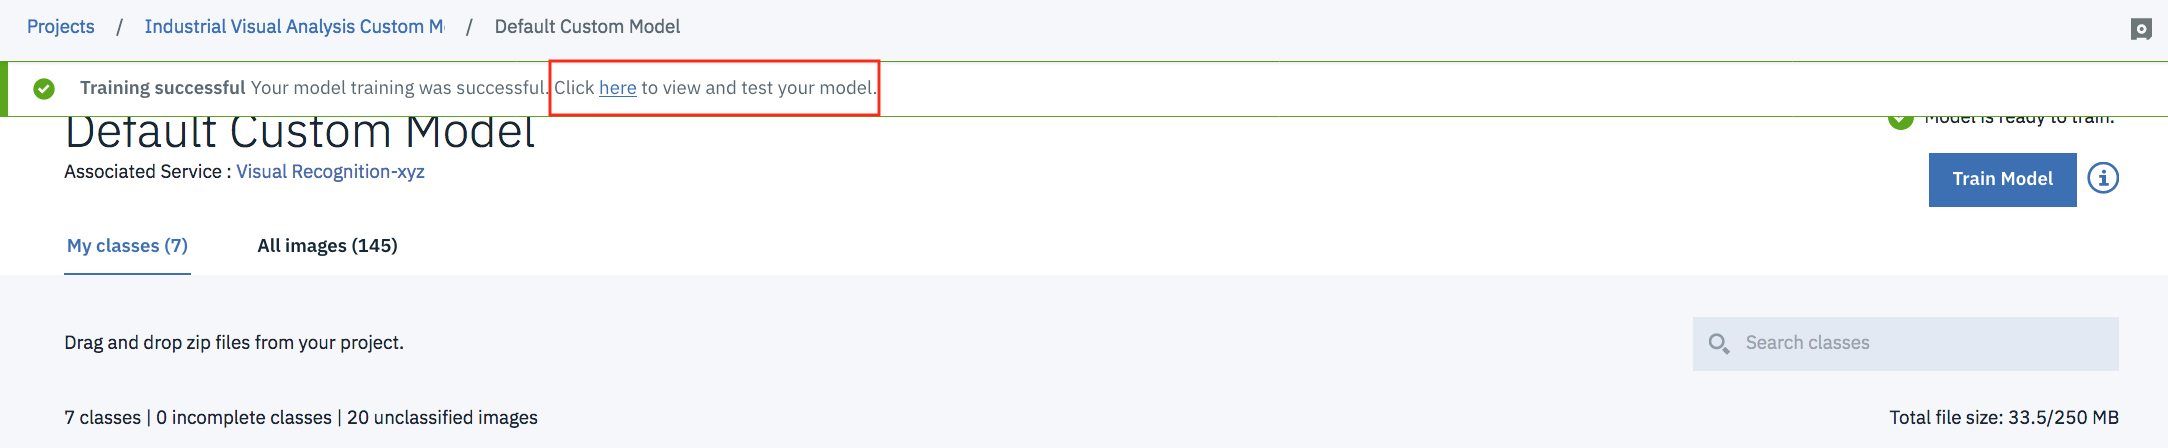 Projects / Industrial Visual Analysis Custom M / Default Custom Model
Training successful Your model training was successful. Click here to view and test your model.
Default Custom Model
Model is ready to train.
Associated Service : Visual Recognition-xyz
Train Model
My classes (7) All images (145)
Drag and drop zip files from your project.
Search classes
7 classes | 0 incomplete classes | 20 unclassified images
Total file size: 33.5/250 MB